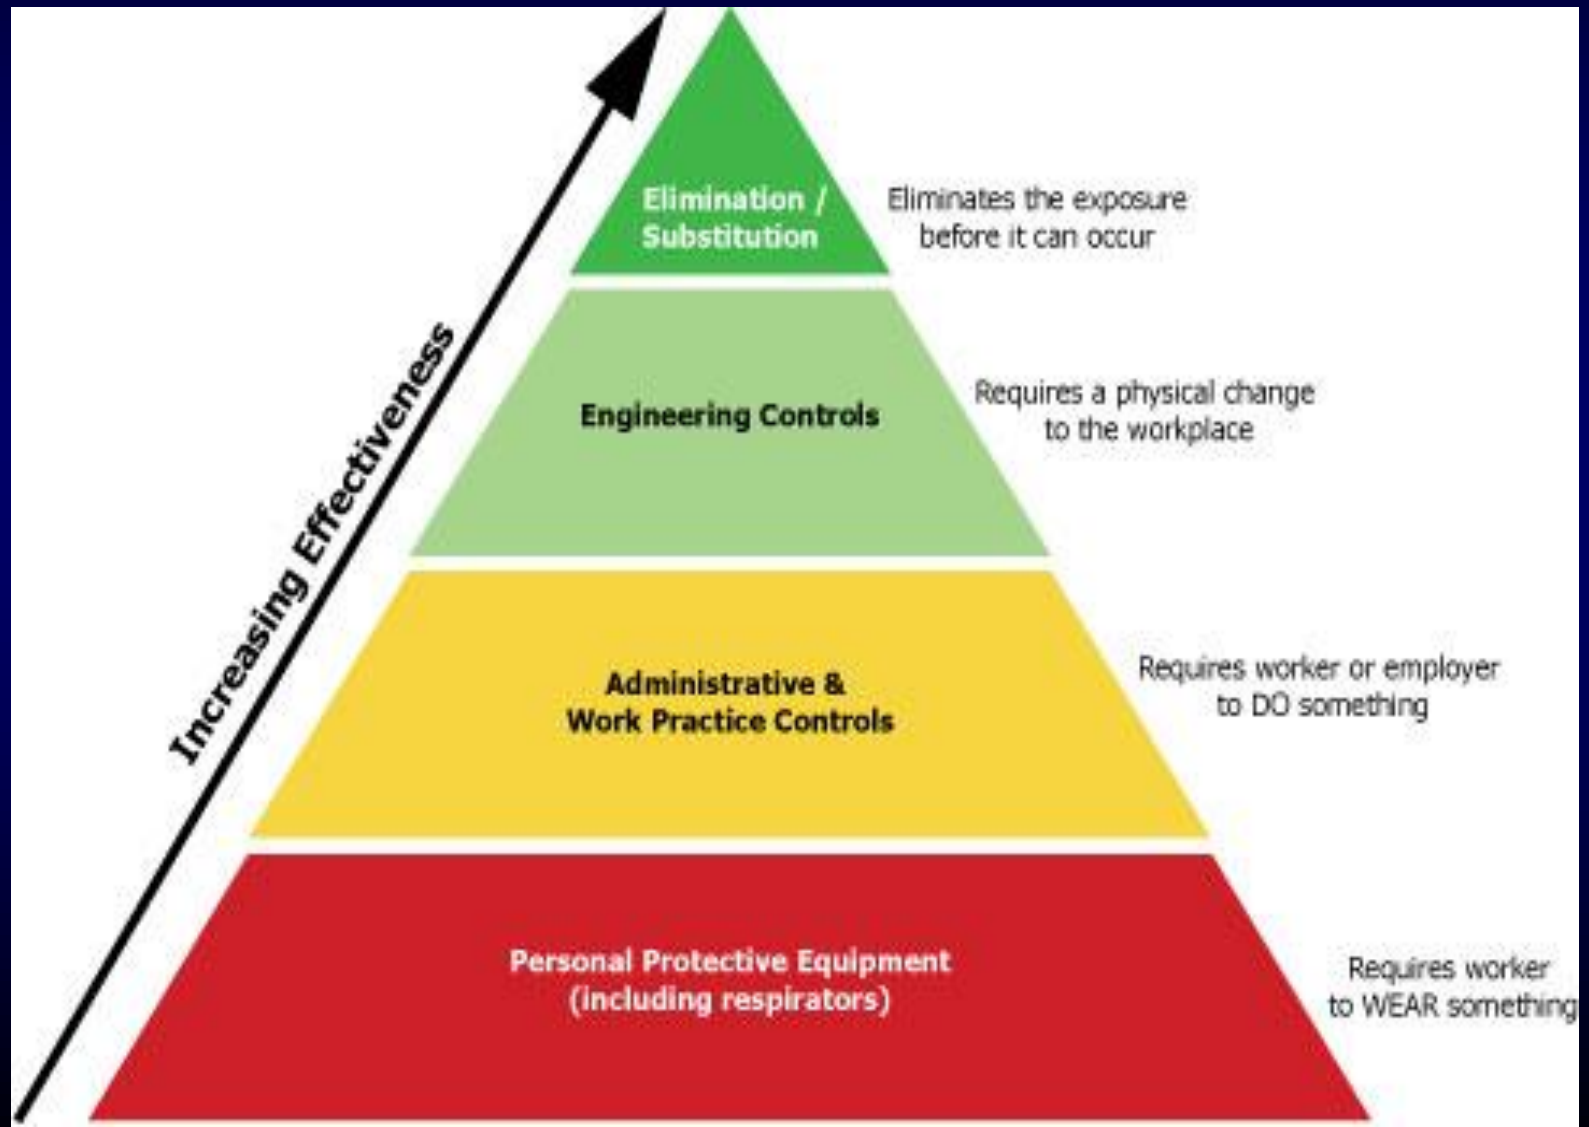 Elimination /
Substitution
Eliminates the exposure
before it can occur
Engineering Controls
Requires a physical change
to the workplace
Increasing Effectiveness
Administrative &
Work Practice Controls
Requires worker or employer
to DO something
Personal Protective Equipment
(including respirators)
Requires worker
to WEAR something